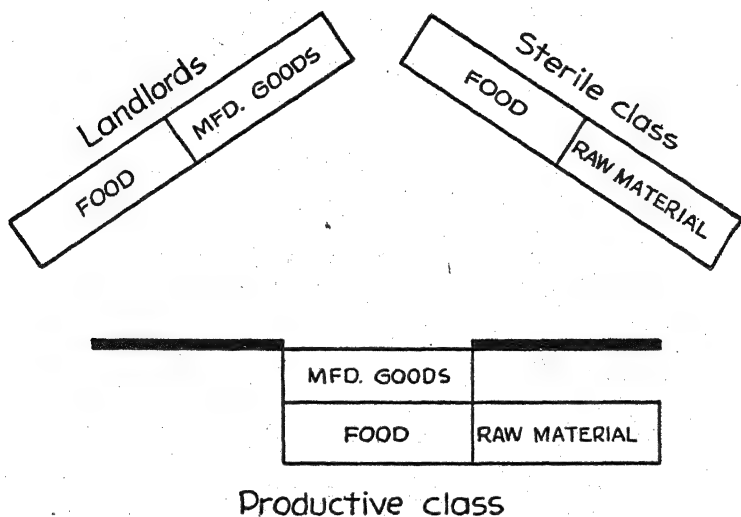 Landlords
FOOD
MFD. GOODS
Sterile class
FOOD
RAW MATERIAL
MFD. GOODS
FOOD
RAW MATERIAL
Productive class